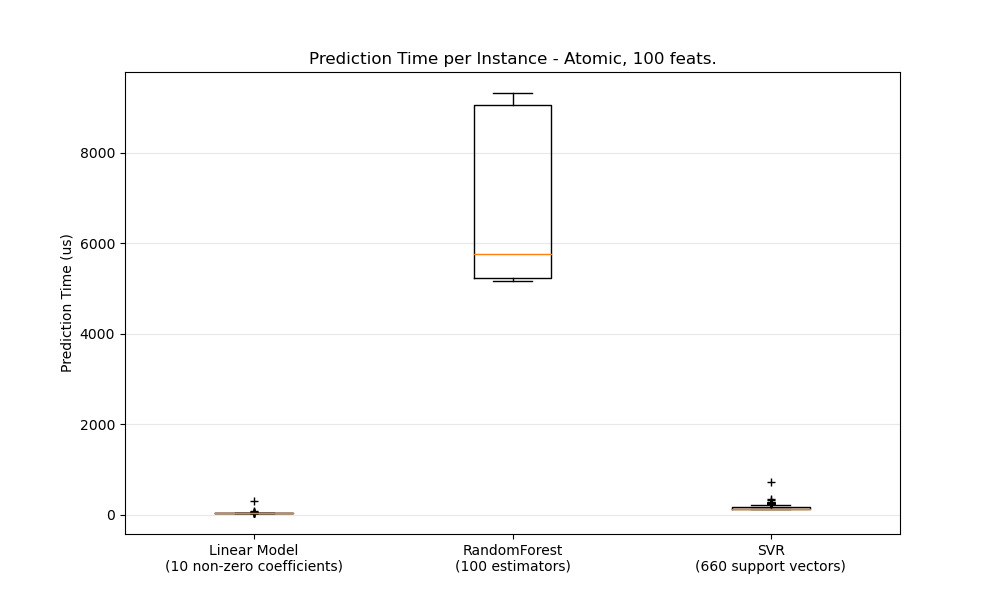 Prediction Time per Instance - Atomic, 100 feats.
Prediction Time (us)
8000
6000
4000
2000
0
Linear Model
(10 non-zero coefficients)
RandomForest
(100 estimators)
SVR
(660 support vectors)